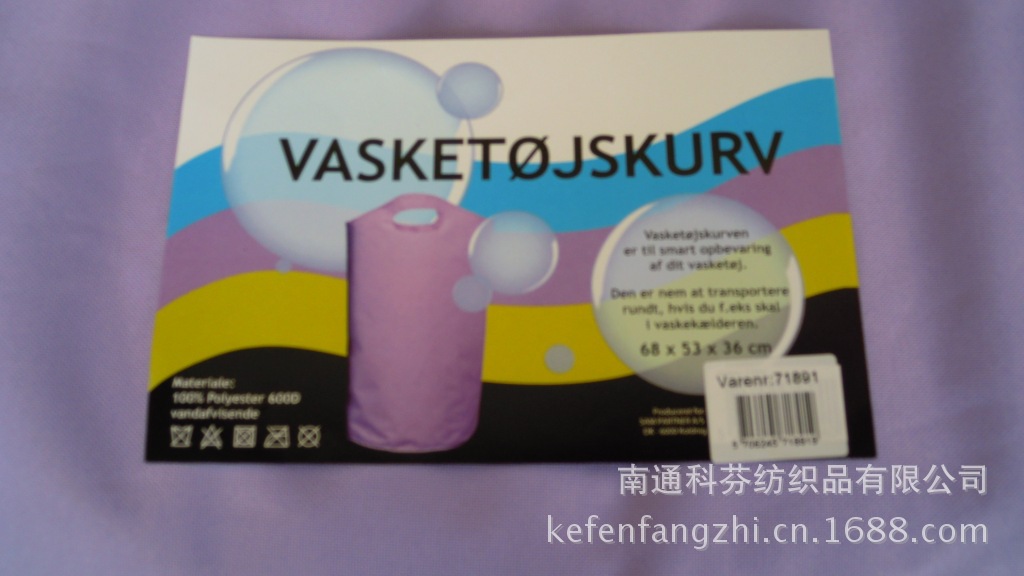 VASKETØJSKURV
Vasketøjskurven
er til smart opbevaring
af dit vasketøj.
Den er nem at transportere
rundt, hvis du f.eks skal
i vaskekælderen.
68 x 53 x 36 cm
Materiale:
100% Polyester 600D
vandafvisende
Varenr:71891
Produceret for
南通科芬纺织品有限公司
kefenfangzhi.cn.1688.com